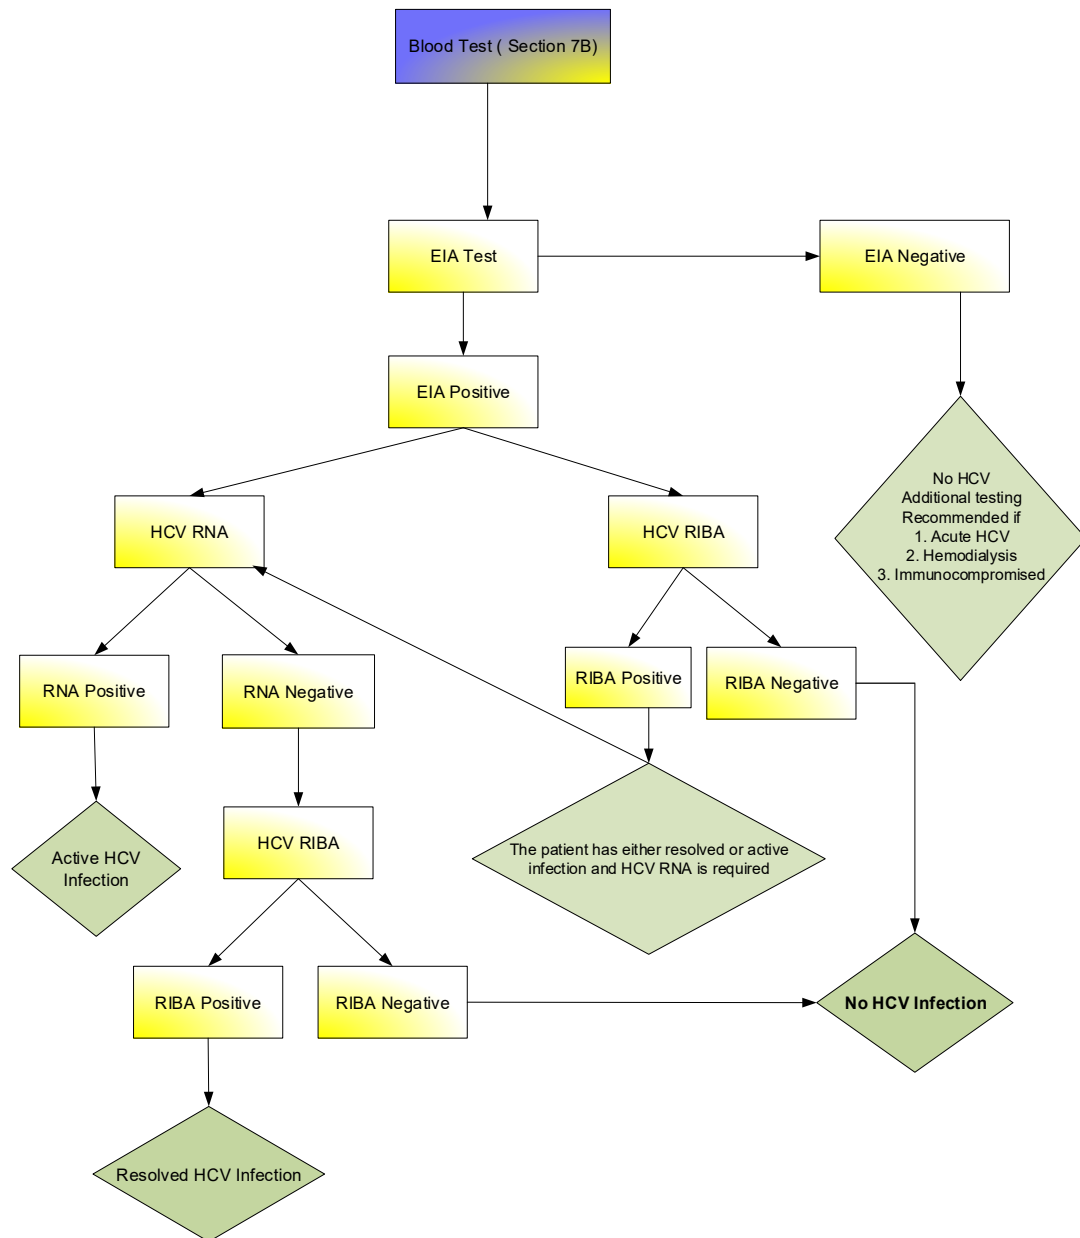 Blood Test ( Section 7B)
EIA Test
EIA Negative
EIA Positive
No HCV
Additional testing
Recommended if
1. Acute HCV
2. Hemodialysis
3. Immunocompromised
HCV RNA
HCV RIBA
RNA Positive
RNA Negative
RIBA Positive
RIBA Negative
HCV RIBA
Active HCV
Infection
The patient has either resolved or active
infection and HCV RNA is required
RIBA Positive
RIBA Negative
No HCV Infection
Resolved HCV Infection